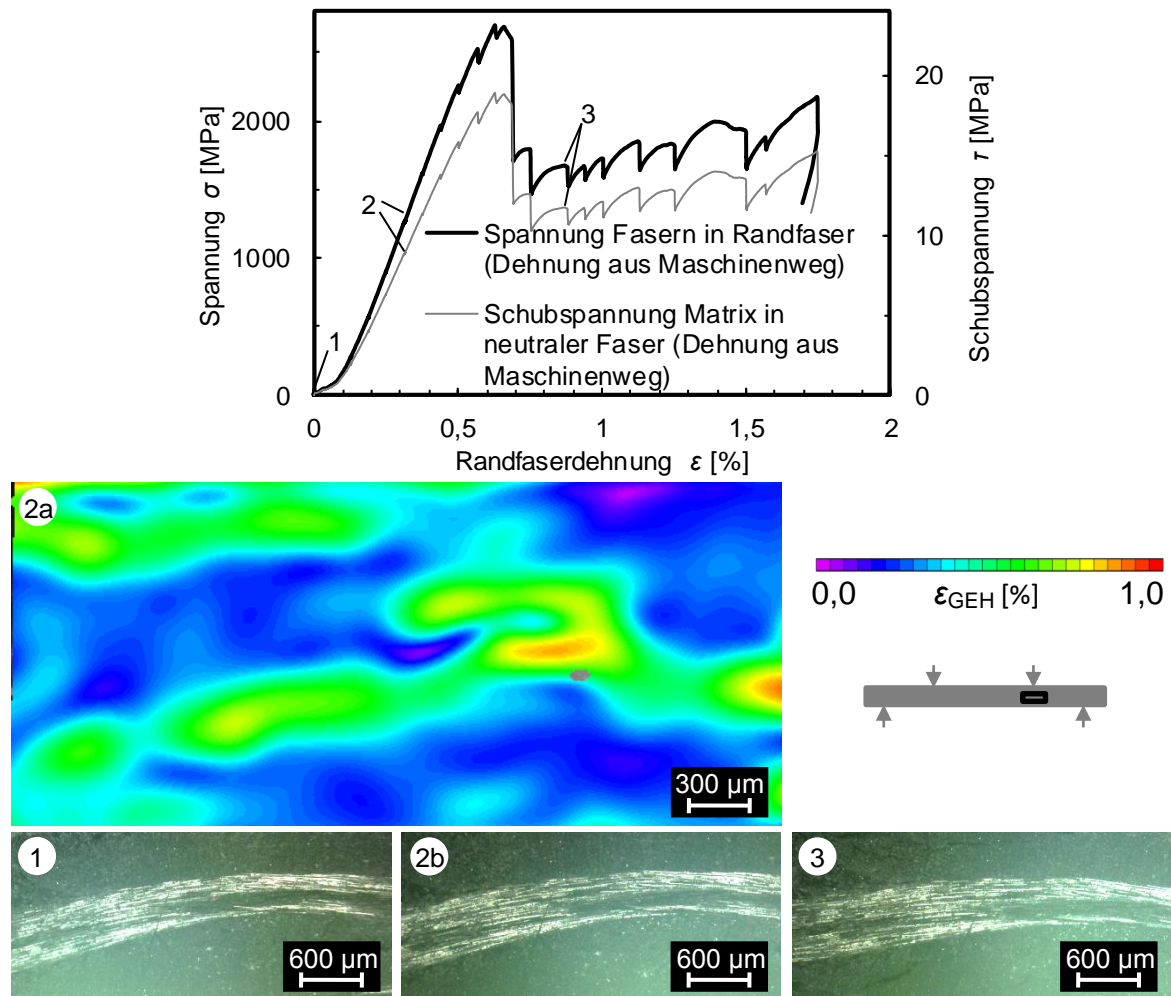 Spannung σ [MPa]
2000
1000
0
20
10
0
Schubspannung τ [MPa]
1
2
3
Spannung Fasern in Randfaser
(Dehnung aus Maschinenweg)
Schubspannung Matrix in
neutraler Faser (Dehnung aus
Maschinenweg)
0
0,5
1
1,5
2
Randfaserdehnung ε [%]
2a
300 µm
0,0
εGEH [%]
1,0
1
600 µm
2b
600 µm
3
600 µm